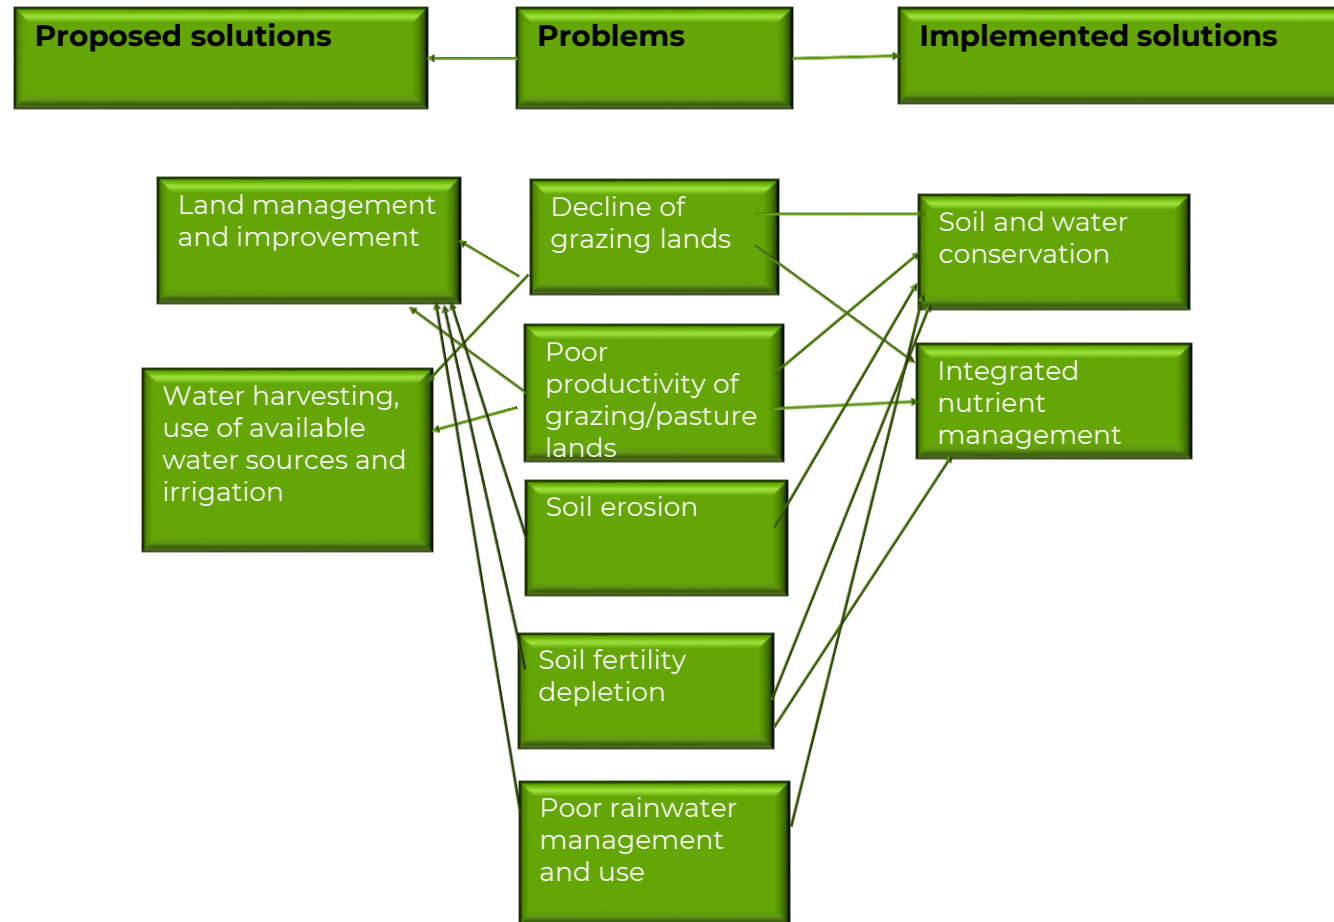 Proposed solutions
Problems
Implemented solutions
Land management
and improvement
Water harvesting,
use of available
water sources and
irrigation
Decline of
grazing lands
Poor
productivity of
grazing/pasture
lands
Soil erosion
Soil fertility
depletion
Poor rainwater
management
and use
Soil and water
conservation
Integrated
nutrient
management